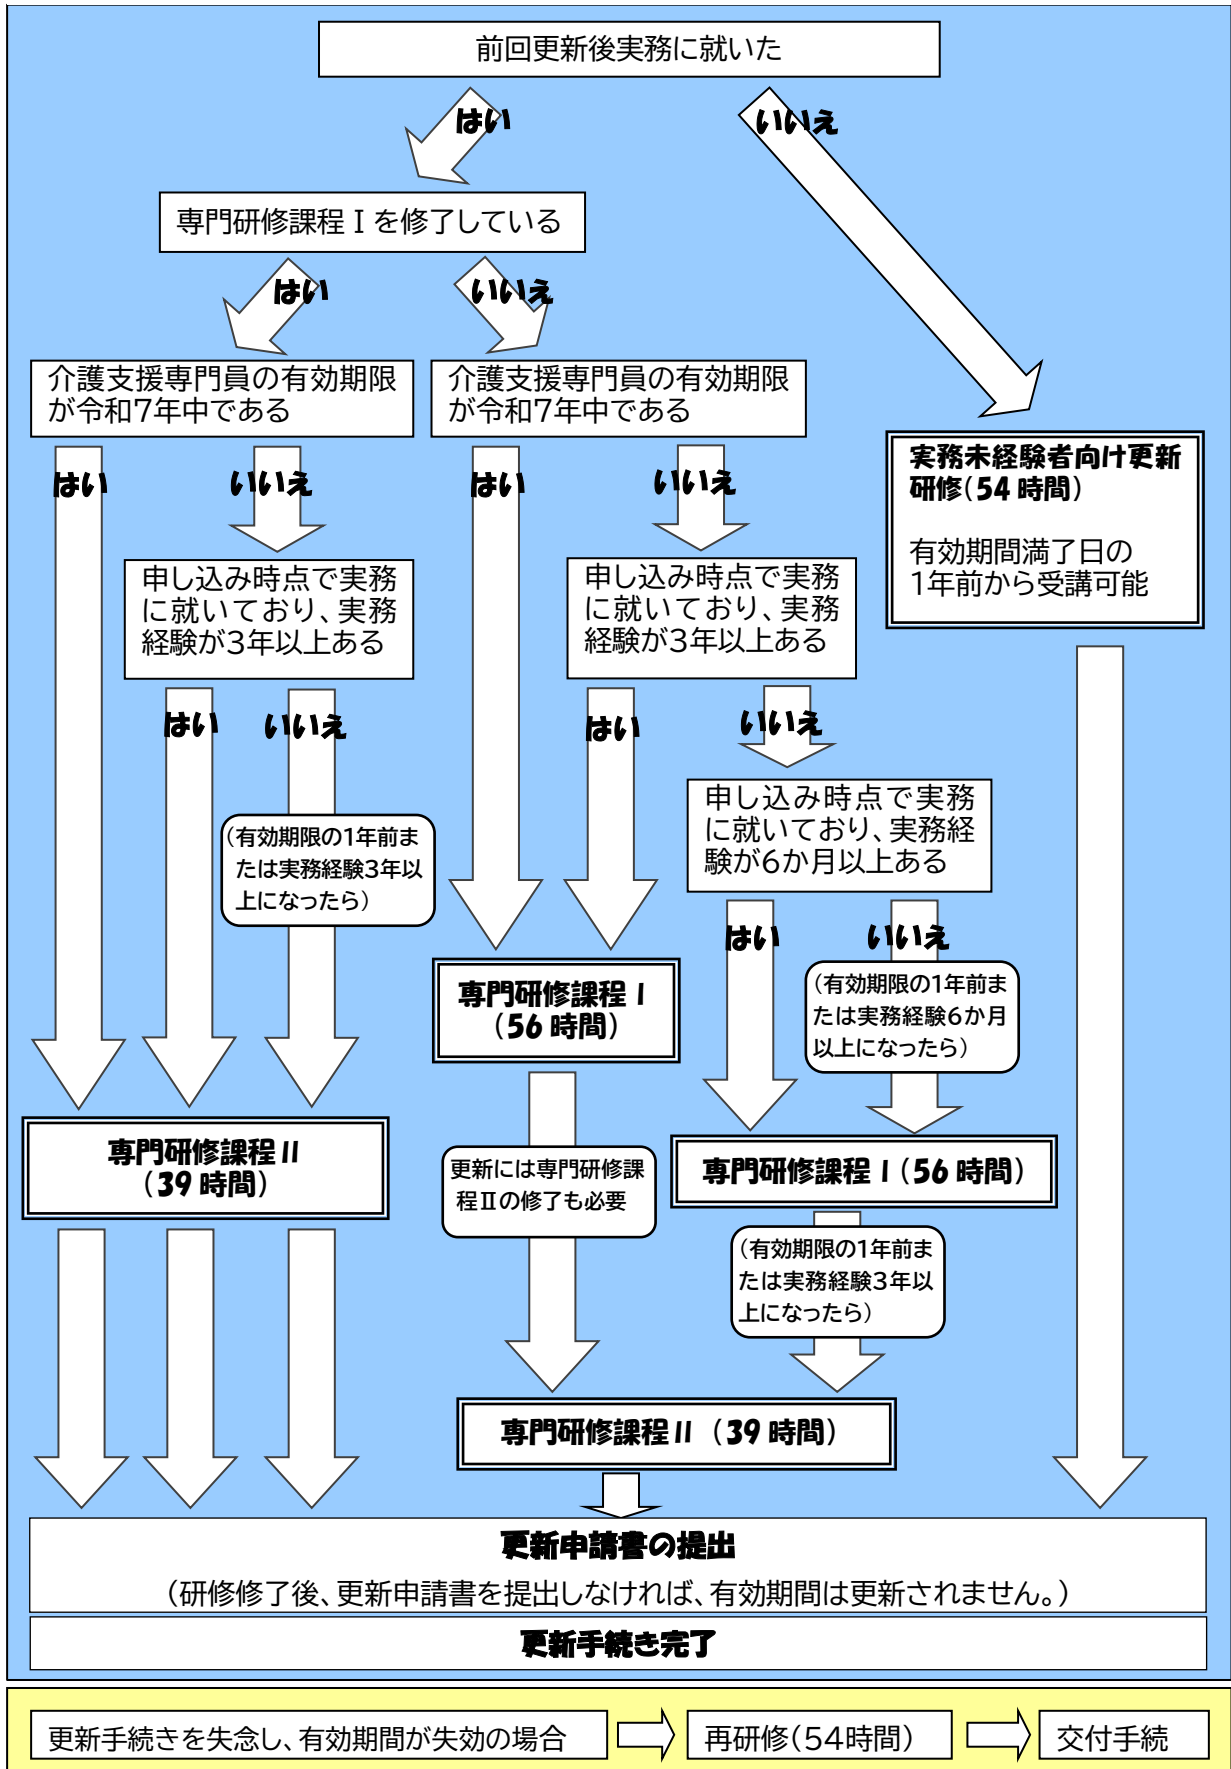 前回更新後実務に就いた
はい
いいえ
専門研修課程Ⅰを修了している
はい
いいえ
介護支援専門員の有効期限
が令和7年中である
介護支援専門員の有効期限
が令和7年中である
はい
いいえ
はい
いいえ
実務未経験者向け更新
研修(54時間)
有効期間満了日の
1年前から受講可能
申し込み時点で実務
に就いており、実務
経験が3年以上ある
申し込み時点で実務
に就いており、実務
経験が3年以上ある
はい
いいえ
はい
いいえ
(有効期限の1年前ま
たは実務経験3年以
上になったら)
申し込み時点で実務
に就いており、実務経
験が6か月以上ある
はい
いいえ
専門研修課程Ⅰ
(56時間)
(有効期限の1年前ま
たは実務経験6か月
以上になったら)
専門研修課程Ⅱ
(39時間)
更新には専門研修課
程Ⅱの修了も必要
専門研修課程Ⅰ(56時間)
(有効期限の1年前ま
たは実務経験3年以
上になったら)
専門研修課程Ⅱ(39時間)
更新申請書の提出
(研修修了後、更新申請書を提出しなければ、有効期間は更新されません。)
更新手続き完了
更新手続きを失念し、有効期間が失効の場合
再研修(54時間)
交付手続